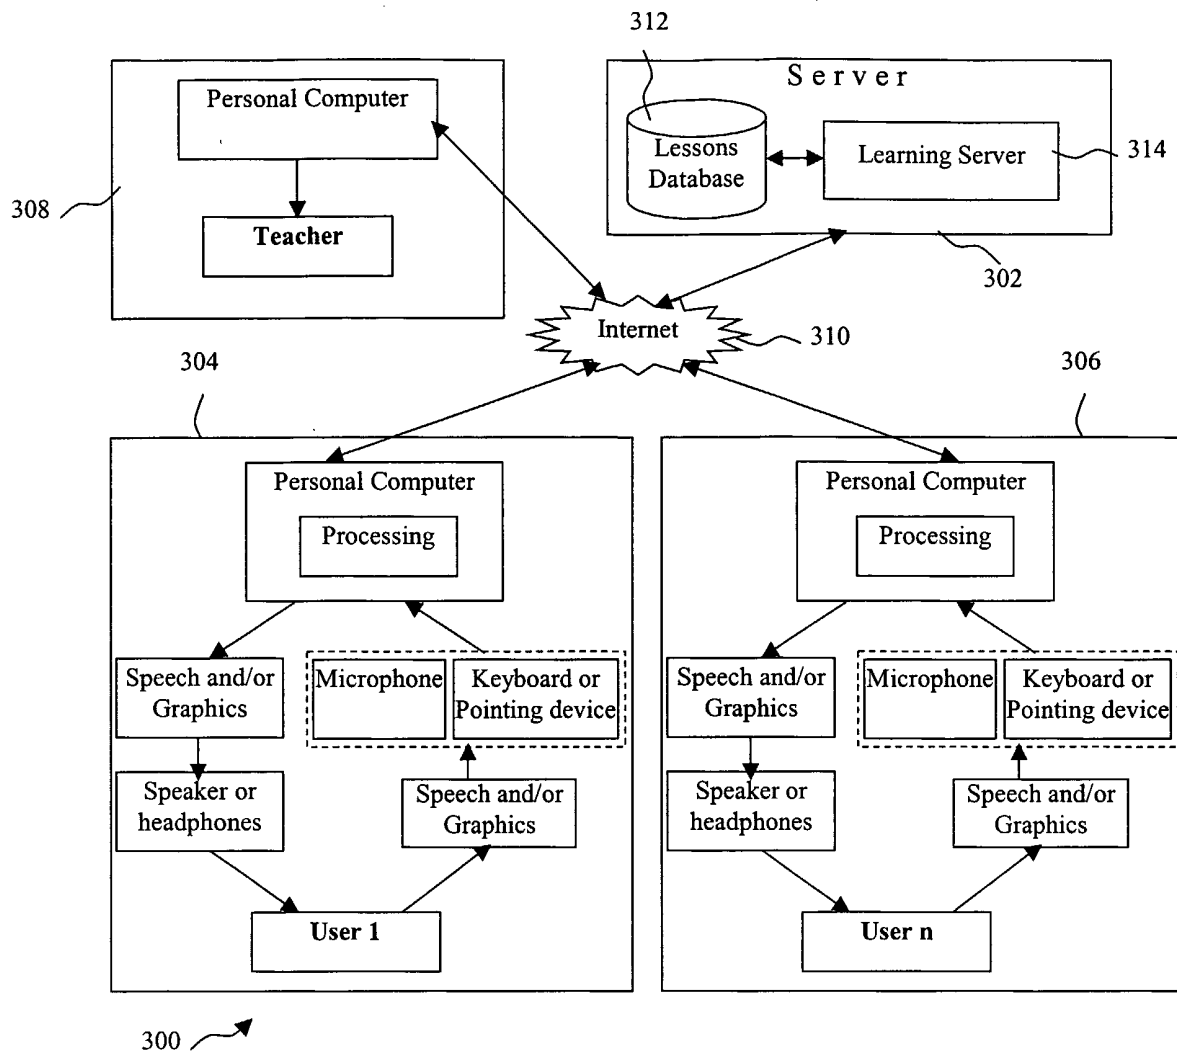 312
Server
Personal Computer
Lessons
Database
Learning Server
314
308
Teacher
302
Internet
310
304
306
Personal Computer
Processing
Personal Computer
Processing
Speech and/or
Graphics
Microphone
Keyboard or
Pointing device
Speech and/or
Graphics
Microphone
Keyboard or
Pointing device
Speaker or
headphones
Speech and/or
Graphics
Speaker or
headphones
Speech and/or
Graphics
User 1
User n
300